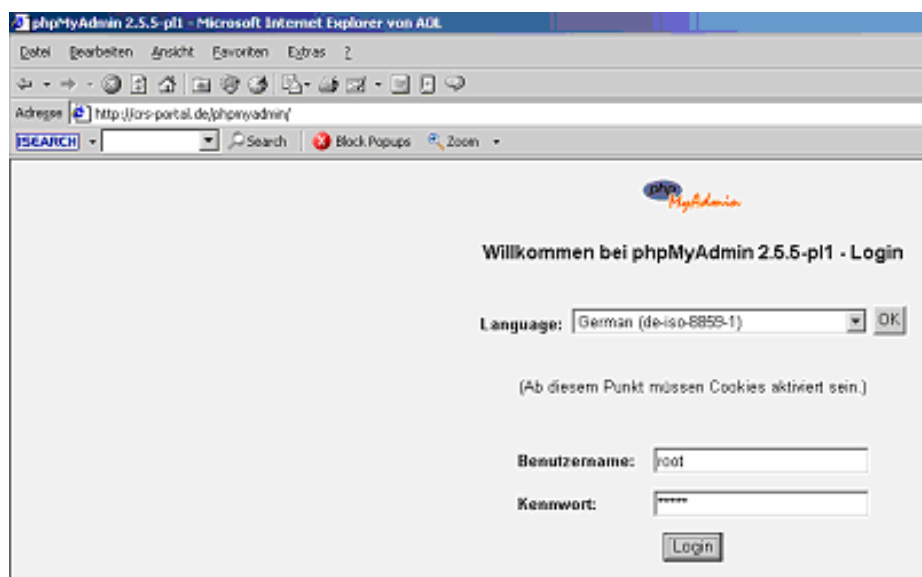 phpMyAdmin 2.5.5-pl1 - Microsoft Internet Explorer von AOL
Datei Bearbeiten Ansicht Favoriten Extras ?
Adresse http://crs-portal.de/phpmyadmin/
ISEARCH Search Block Popups Zoom
php
MyAdmin
Willkommen bei phpMyAdmin 2.5.5-pl1 - Login
Language: German (de-iso-8859-1) OK
(Ab diesem Punkt müssen Cookies aktiviert sein.)
Benutzername: root
Kennwort: *****
Login